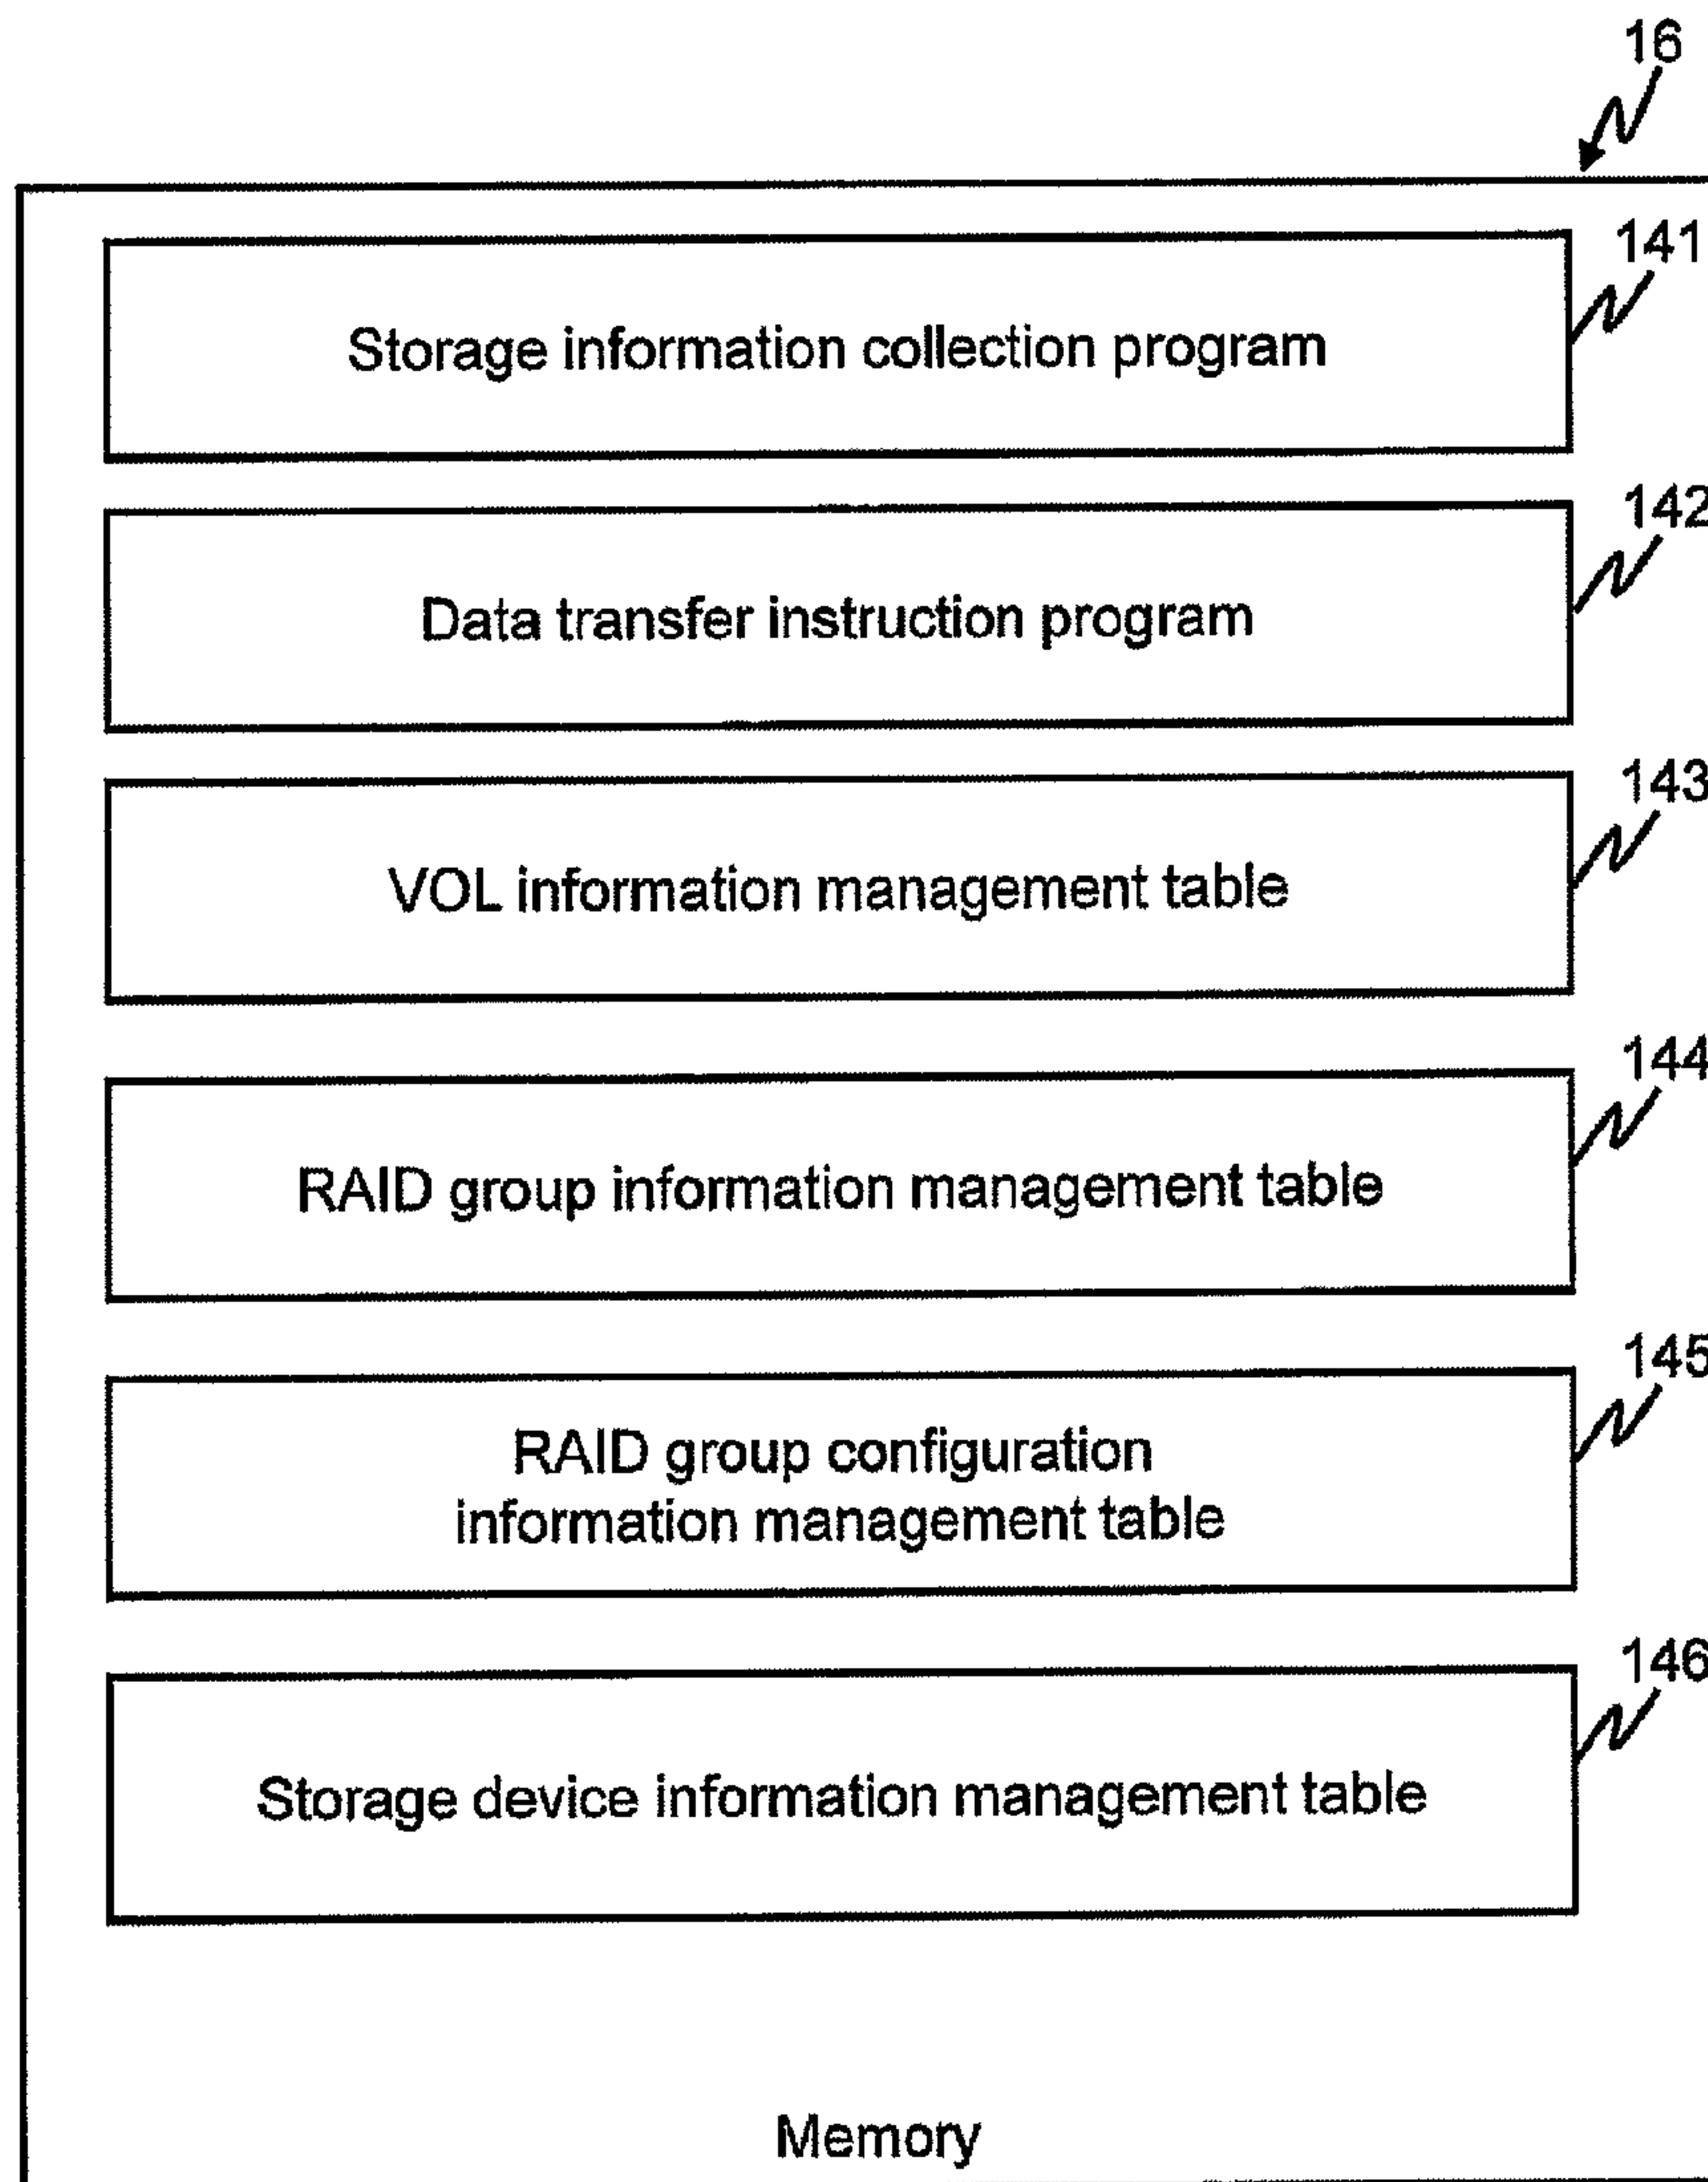 16
141
Storage information collection program
142
Data transfer instruction program
143
VOL information management table
144
RAID group information management table
145
RAID group configuration
information management table
146
Storage device information management table
Memory